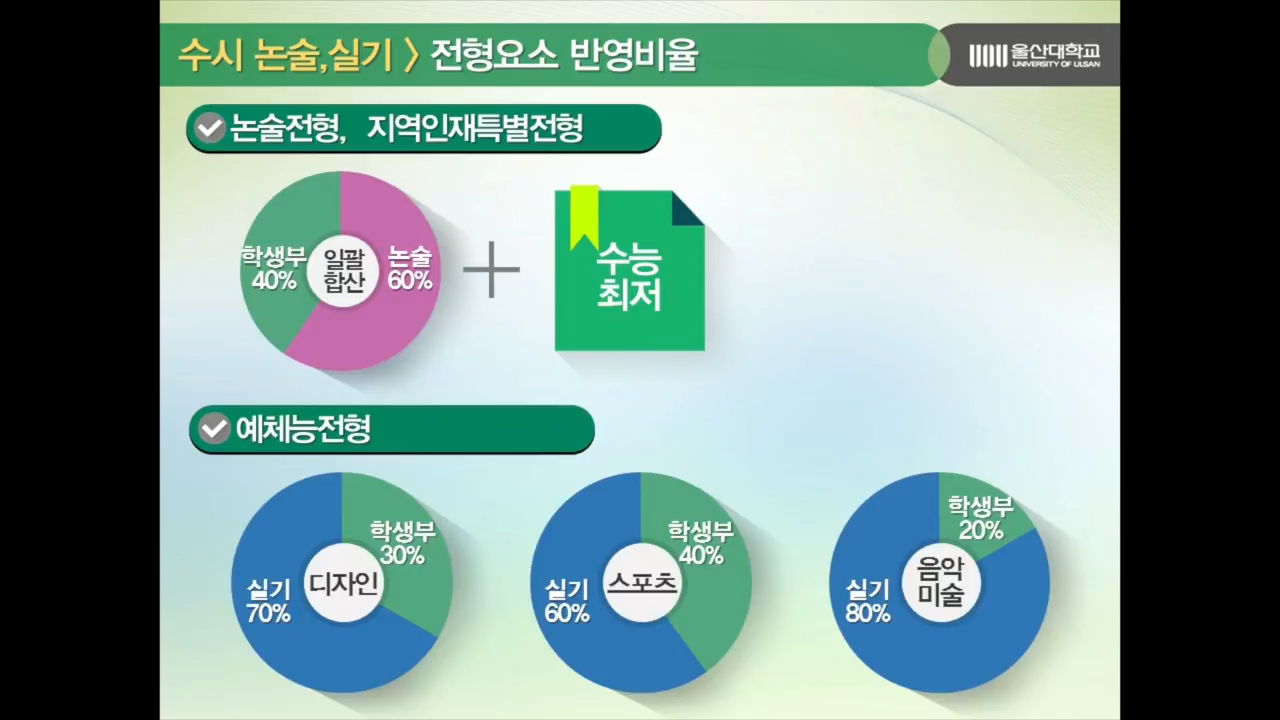 수시 논술,실기 > 전형요소 반영비율
울산대학교
UNIVERSITY OF ULSAN
논술전형, 지역인재특별전형
학생부
40%
일괄
합산
논술
60%
+
수능
최저
예체능전형
학생부
30%
디자인
실기
70%
학생부
40%
스포츠
실기
60%
학생부
20%
음악
미술
실기
80%